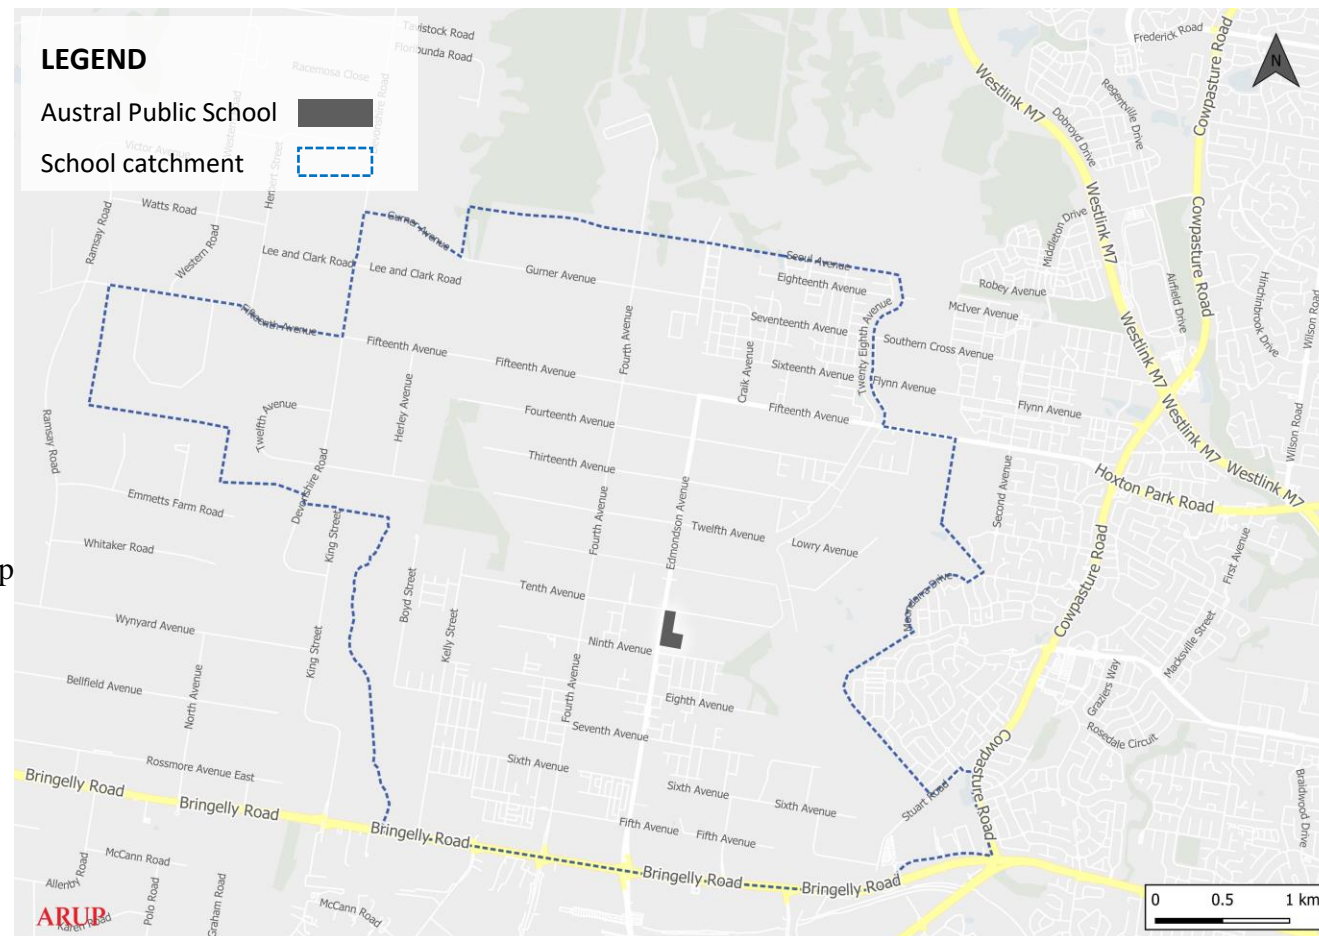 LEGEND
Austral Public School
School catchment
Tavistock Road
Floribunda Road
Racemosa Close
Devonshire Road
Western Road
Victor Avenue
Herbert Street
Frederick Road
N
Westlink M7
Cowpasture Road
Regentville Drive
Dobroyd Drive
Watts Road
Ramsay Road
Western Road
Lee and Clark Road
Gurner Avenue
Lee and Clark Road
Gurner Avenue
Seoul Avenue
Eighteenth Avenue
Middleton Drive
Westlink M7
Cowpasture Road
Robey Avenue
McIver Avenue
Airfield Drive
Hinchinbrook Drive
Wilson Road
Fifteenth Avenue
Fifteenth Avenue
Fifteenth Avenue
Fourth Avenue
Seventeenth Avenue
Twenty Eighth Avenue
Southern Cross Avenue
Westlink M7
Craik Avenue
Sixteenth Avenue
Flynn Avenue
Flynn Avenue
Fifteenth Avenue
Westlink M7
Westlink M7
Wilson Road
Ramsay Road
Twelfth Avenue
Herley Avenue
Fourteenth Avenue
Thirteenth Avenue
Hoxton Park Road
Second Avenue
Devonshire Road
Emmetts Farm Road
King Street
Fourth Avenue
Edmondson Avenue
Twelfth Avenue
Lowry Avenue
Whitaker Road
p
Cowpasture Road
First Avenue
Boyd Street
Tenth Avenue
Moondarra Drive
Wynyard Avenue
Kelly Street
King Street
Ninth Avenue
Macksville Street
Bellfield Avenue
North Avenue
Fourth Avenue
Eighth Avenue
Graziers Way
Seventh Avenue
Rosedale Circuit
Cowpasture Road
Rossmore Avenue East
Sixth Avenue
Sixth Avenue
Sixth Avenue
Stuart Road
Braidwood Drive
Bringelly Road
Bringelly Road
Bringelly Road
Fifth Avenue
Fifth Avenue
Bringelly Road
Bringelly Road
McCann Road
Allenby Road
Polo Road
Graham Road
McCann Road
Karen Road
ARUP
0 0.5 1 km